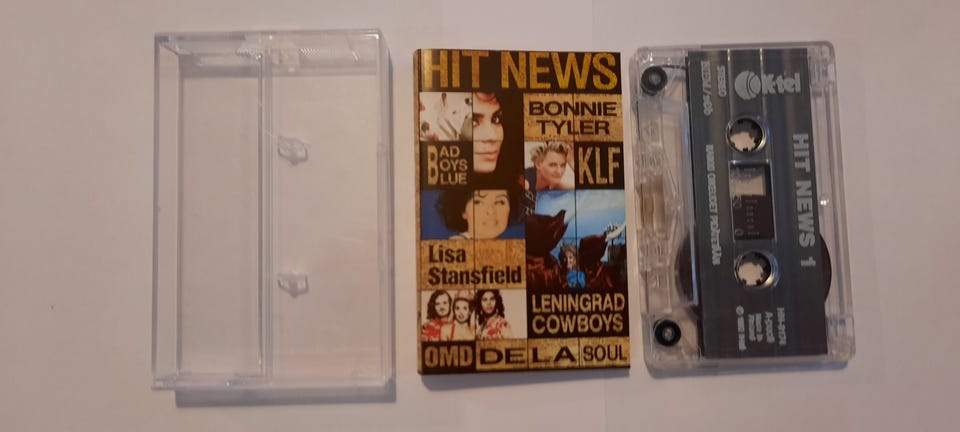 HIT NEWS
BONNIE
TYLER
BAD
BOYS
BLUE
KLF
Lisa
Stansfield
LENINGRAD
COWBOYS
OMD
DE LA SOUL
STEREO
K-tel
HIT NEWS 1
A-puoli